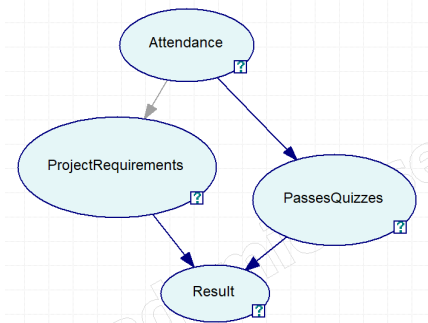 Attendance
?
ProjectRequirements
?
PassesQuizzes
?
Result
?